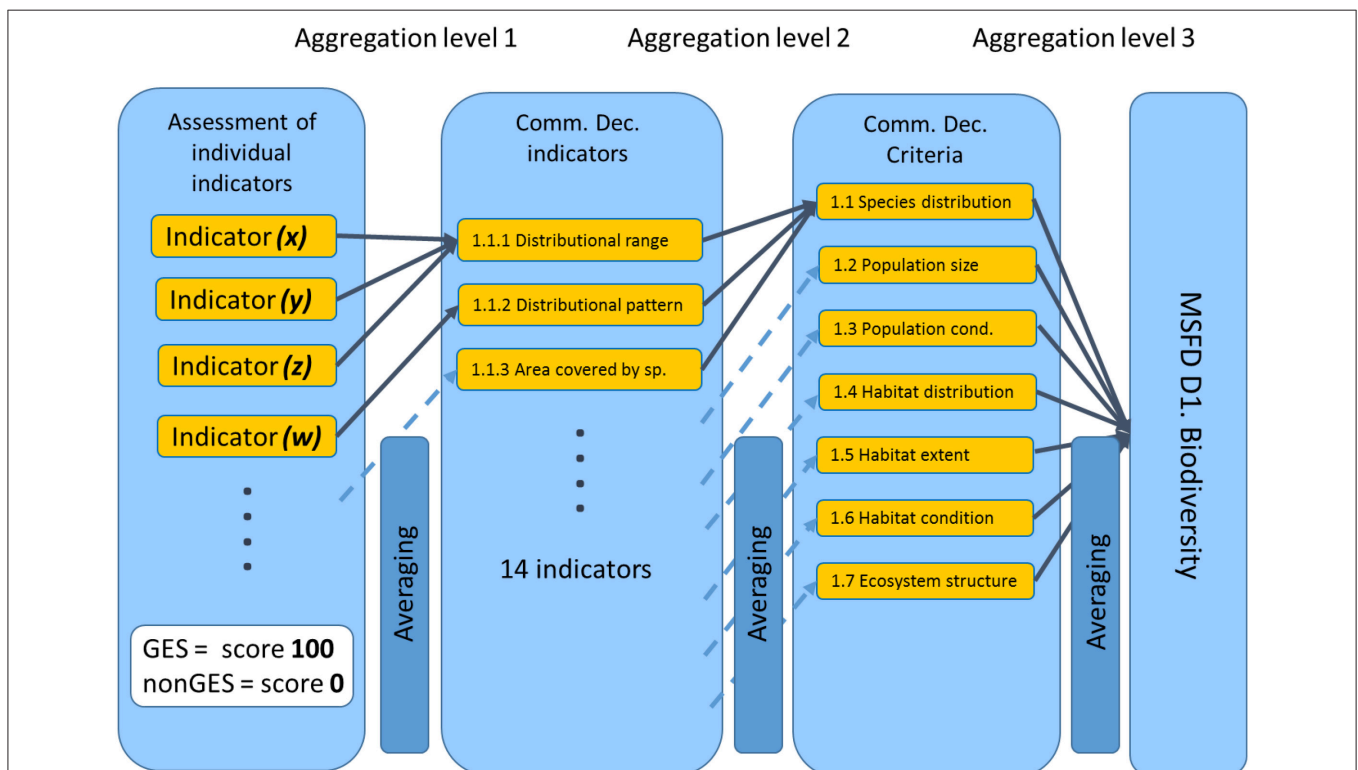 Aggregation level 1
Aggregation level 2
Aggregation level 3
Assessment of
individual
indicators
Indicator (x)
Indicator (y)
Indicator (z)
Indicator (w)
GES = score 100
nonGES = score 0
Averaging
Comm. Dec.
indicators
1.1.1 Distributional range
1.1.2 Distributional pattern
1.1.3 Area covered by sp.
14 indicators
Averaging
Comm. Dec.
Criteria
1.1 Species distribution
1.2 Population size
1.3 Population cond.
1.4 Habitat distribution
1.5 Habitat extent
1.6 Habitat condition
1.7 Ecosystem structure
Averaging
MSFD D1. Biodiversity